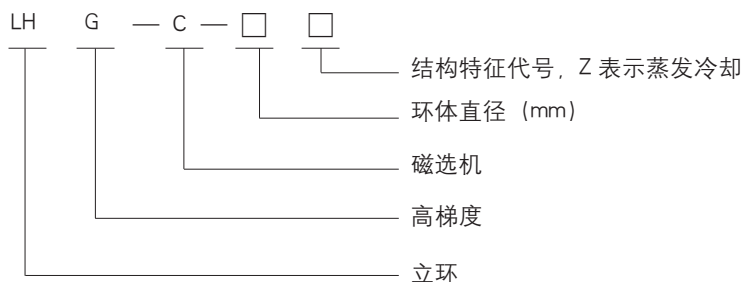 LH G — C — □ □
结构特征代号，Z 表示蒸发冷却
环体直径（mm）
磁选机
高梯度
立环